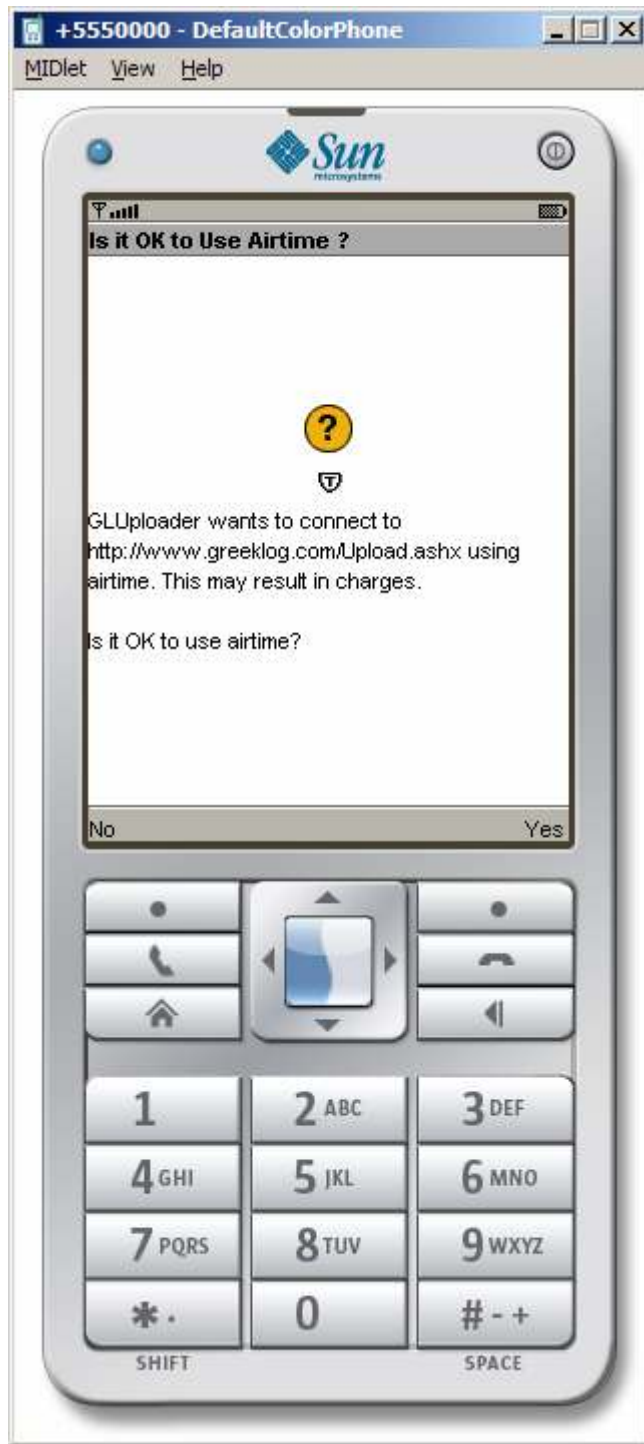 +5550000 - DefaultColorPhone
MIDlet View Help
Sun
microsystems
Is it OK to Use Airtime ?
?
T
GLUploader wants to connect to
http://www.greeklog.com/Upload.ashx using
airtime. This may result in charges.
Is it OK to use airtime?
No Yes
1 2 ABC 3 DEF
4 GHI 5 JKL 6 MNO
7 PQRS 8 TUV 9 WXYZ
* . 0 # - +
SHIFT SPACE